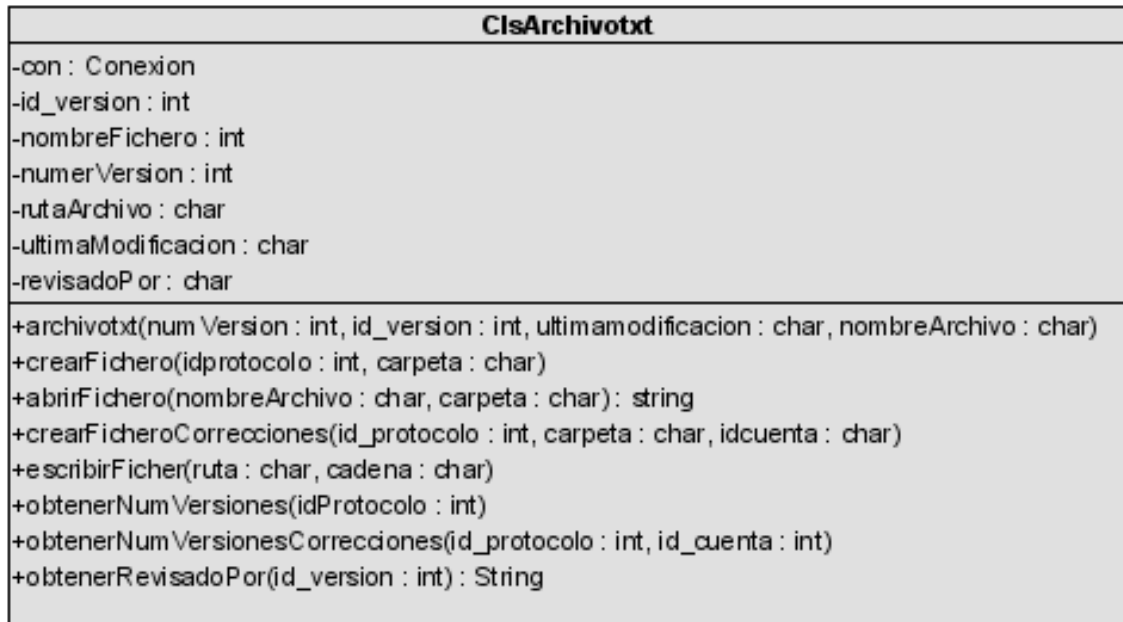 ClsArchivotxt
-con : Conexion
-id_version : int
-nombreFichero : int
-numerVersion : int
-rutaArchivo : char
-ultimaModificacion : char
-revisadoPor : char
+archivotxt(numVersion : int, id_version : int, ultimamodificacion : char, nombreArchivo : char)
+crearFichero(idprotocolo : int, carpeta : char)
+abrirFichero(nombreArchivo : char, carpeta : char) : string
+crearFicheroCorrecciones(id_protocolo : int, carpeta : char, idcuenta : char)
+escribirFicher(ruta : char, cadena : char)
+obtenerNumVersiones(idProtocolo : int)
+obtenerNumVersionesCorrecciones(id_protocolo : int, id_cuenta : int)
+obtenerRevisadoPor(id_version : int) : String